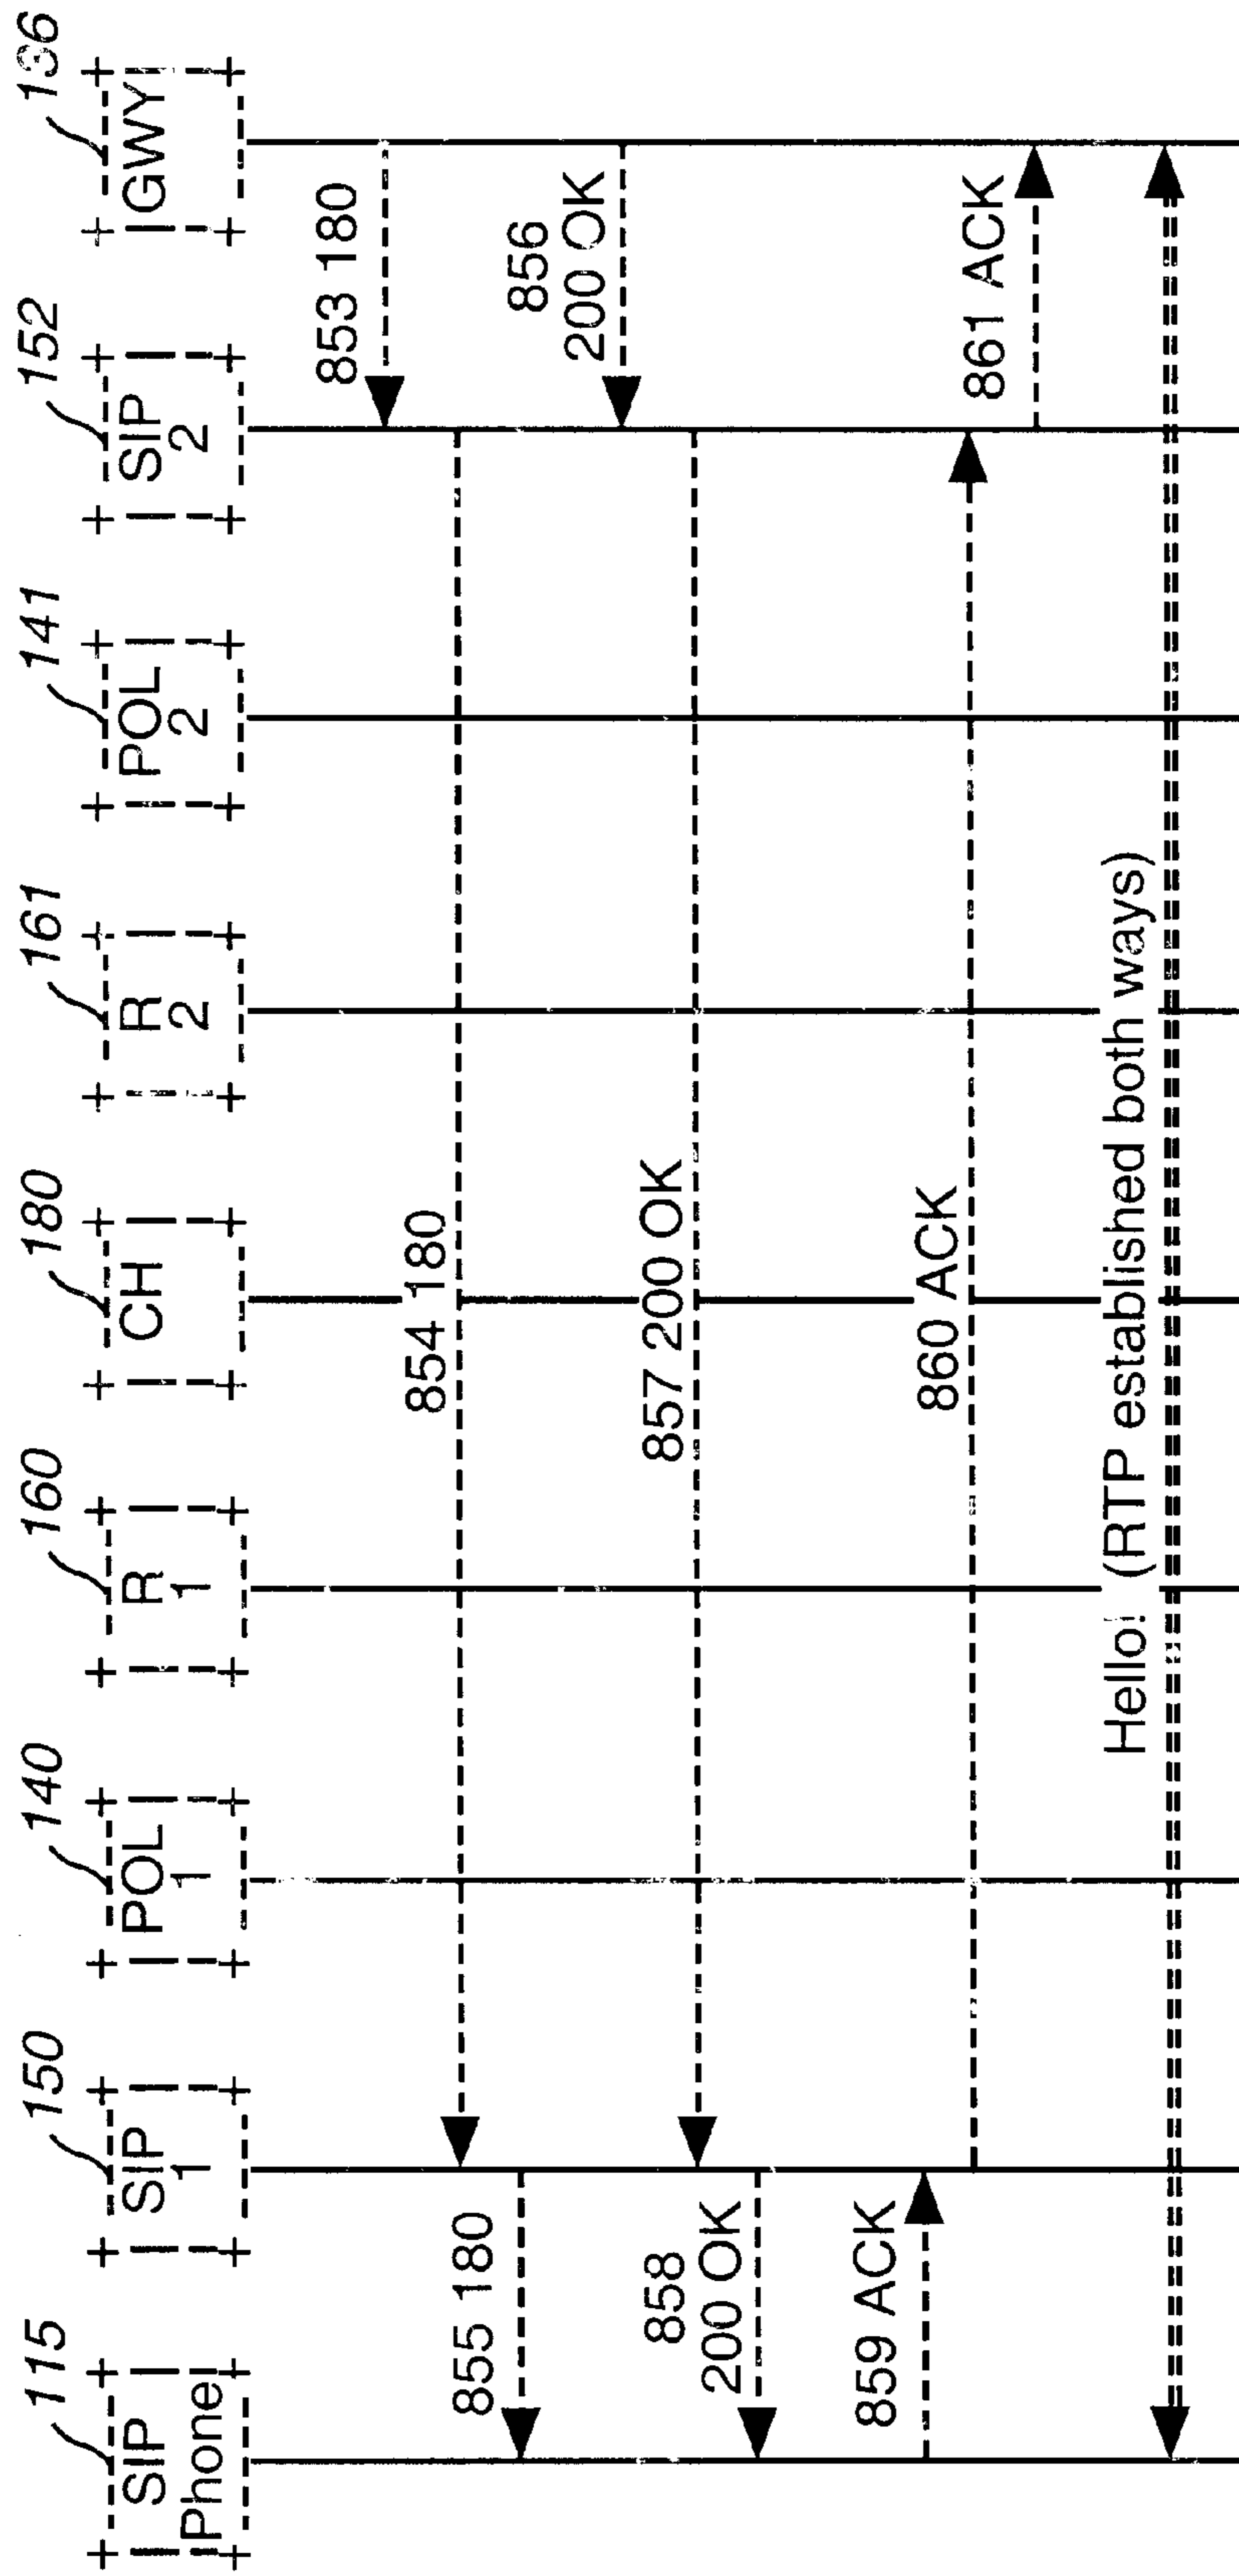 115 150 140 160 180 161 141 152 136
SIP SIP POL R CH R POL SIP GWY
Phone 1 1 1 2 2 2
853 180
854 180
855 180
856
200 OK
857 200 OK
858
200 OK
859 ACK
860 ACK
861 ACK
Hello! (RTP established both ways)